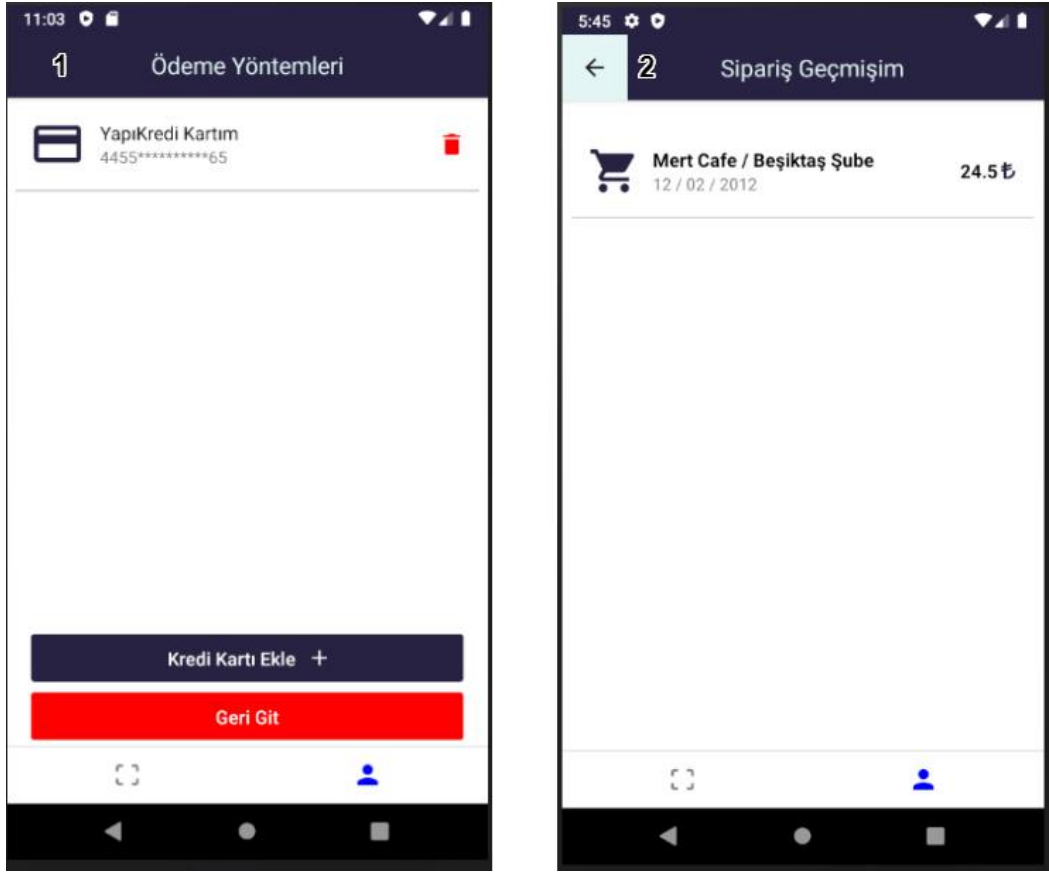 11:03
1 Ödeme Yöntemleri
YapıKredi Kartım
4455**********65
Kredi Kartı Ekle +
Geri Git
5:45
2 Sipariş Geçmişim
Mert Cafe / Beşiktaş Şube
12 / 02 / 2012
24.5₺